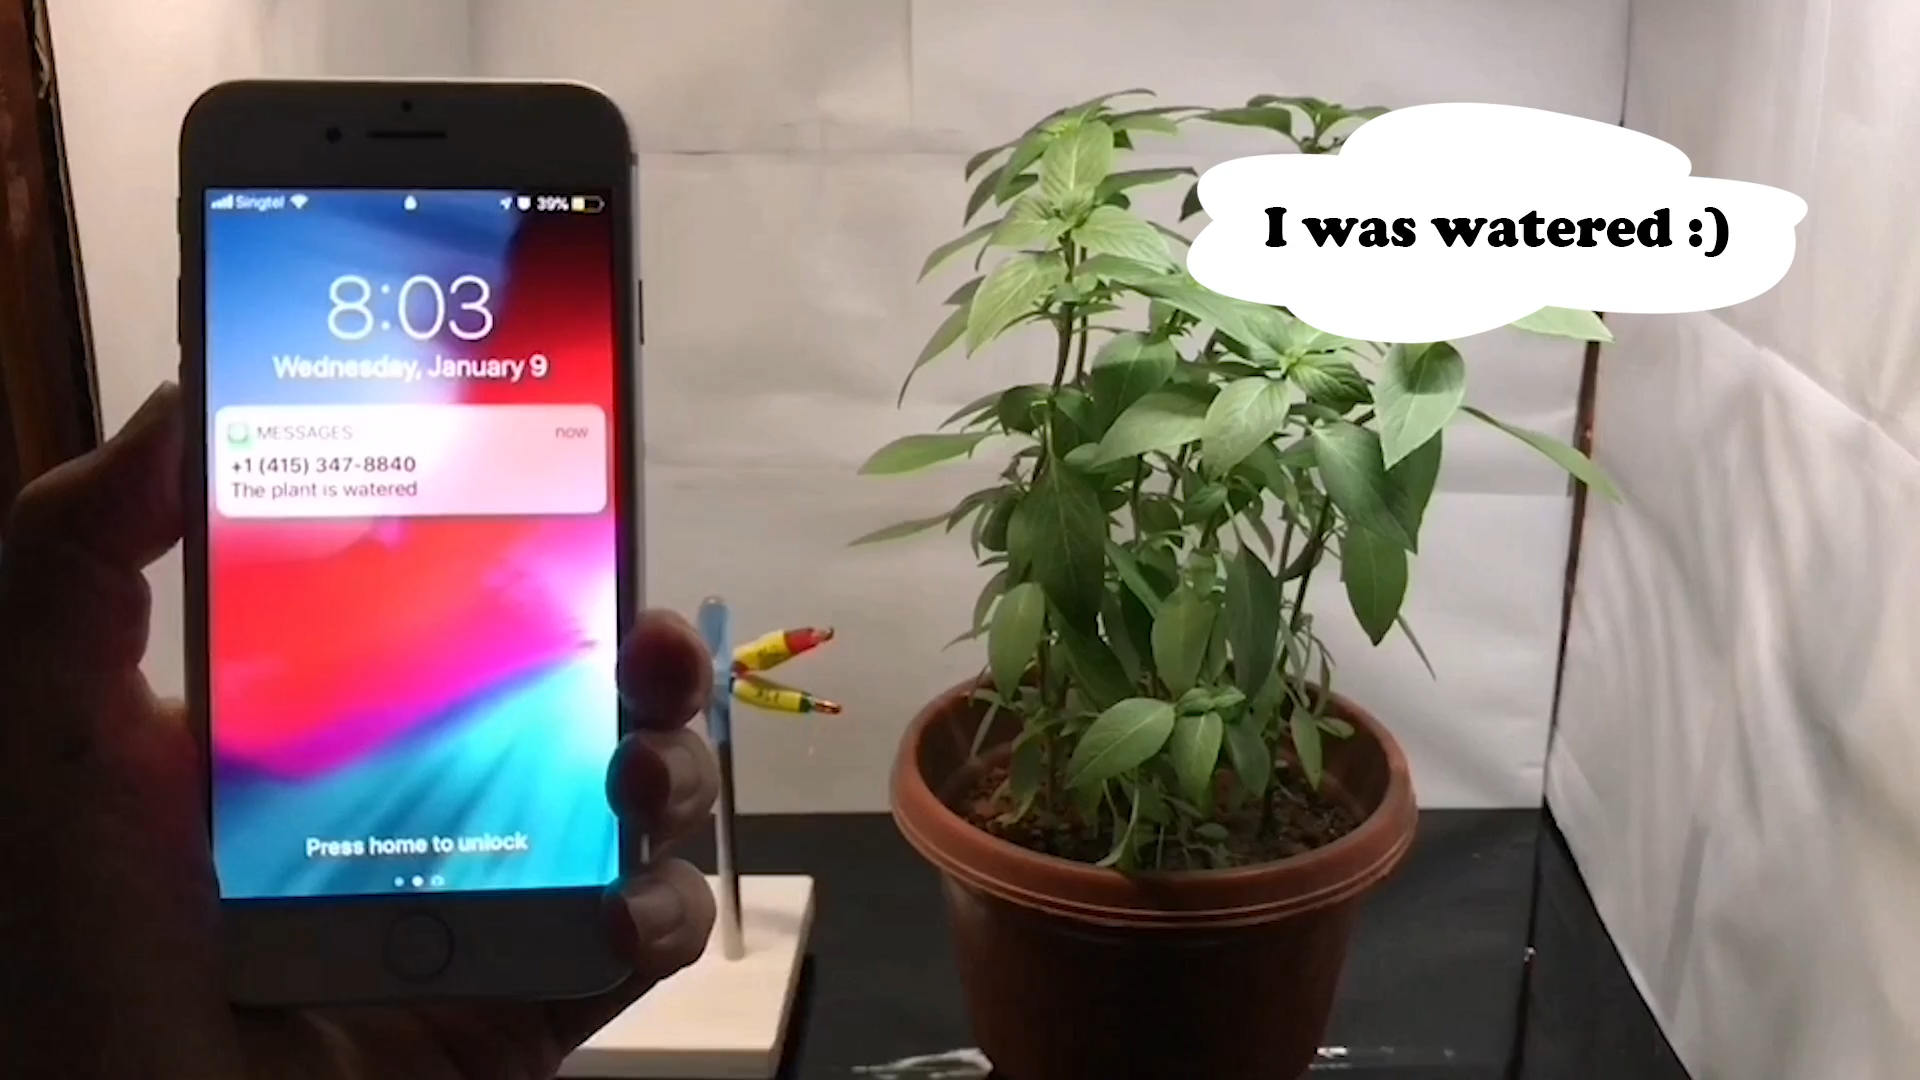 Singtel 39%
8:03
Wednesday, January 9
MESSAGES now
+1 (415) 347-8840
The plant is watered
Press home to unlock
I was watered :)